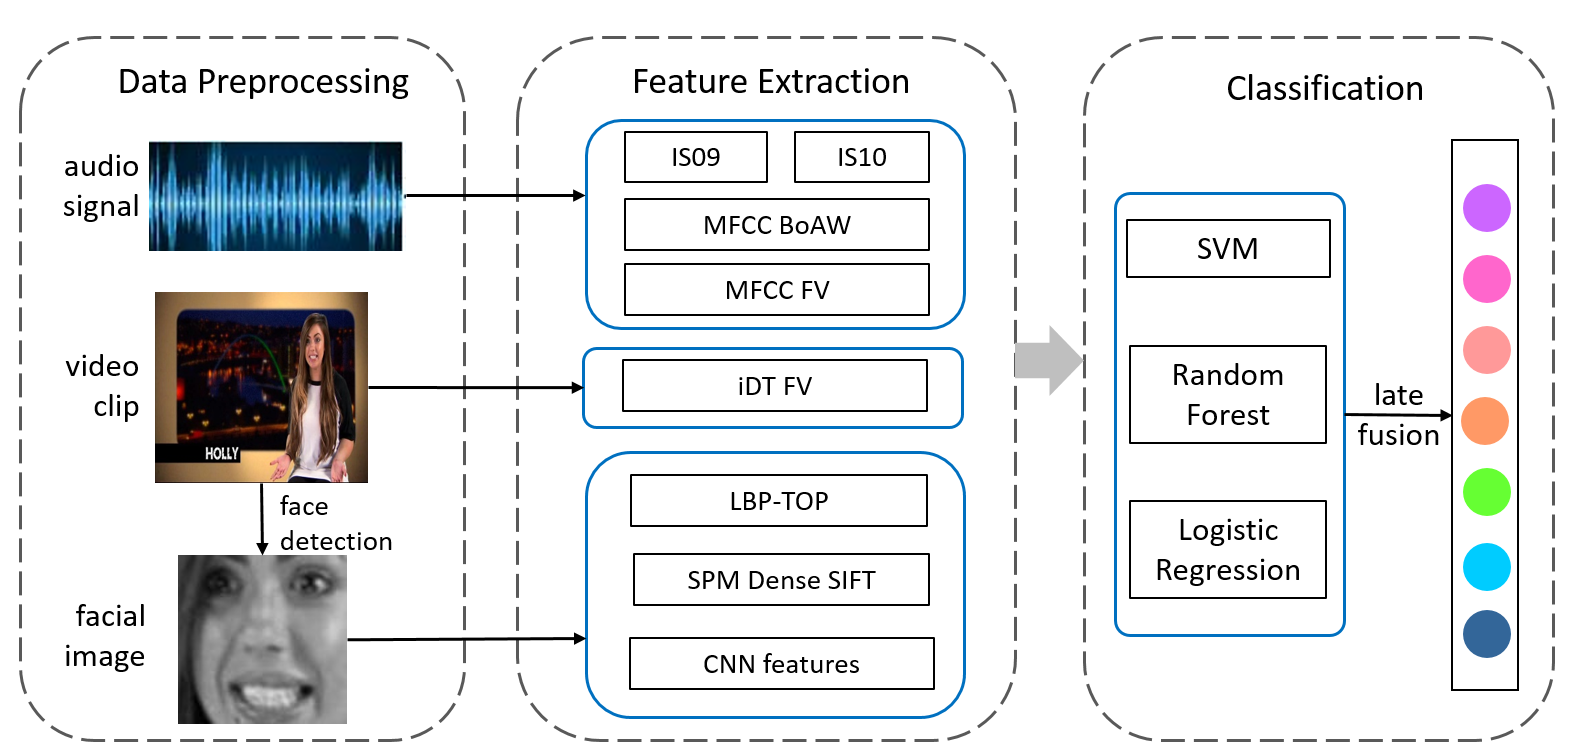 Data Preprocessing
audio
signal
video
clip
HOLLY
face
detection
facial
image
Feature Extraction
IS09
IS10
MFCC BoAW
MFCC FV
iDT FV
LBP-TOP
SPM Dense SIFT
CNN features
Classification
SVM
Random
Forest
Logistic
Regression
late
fusion